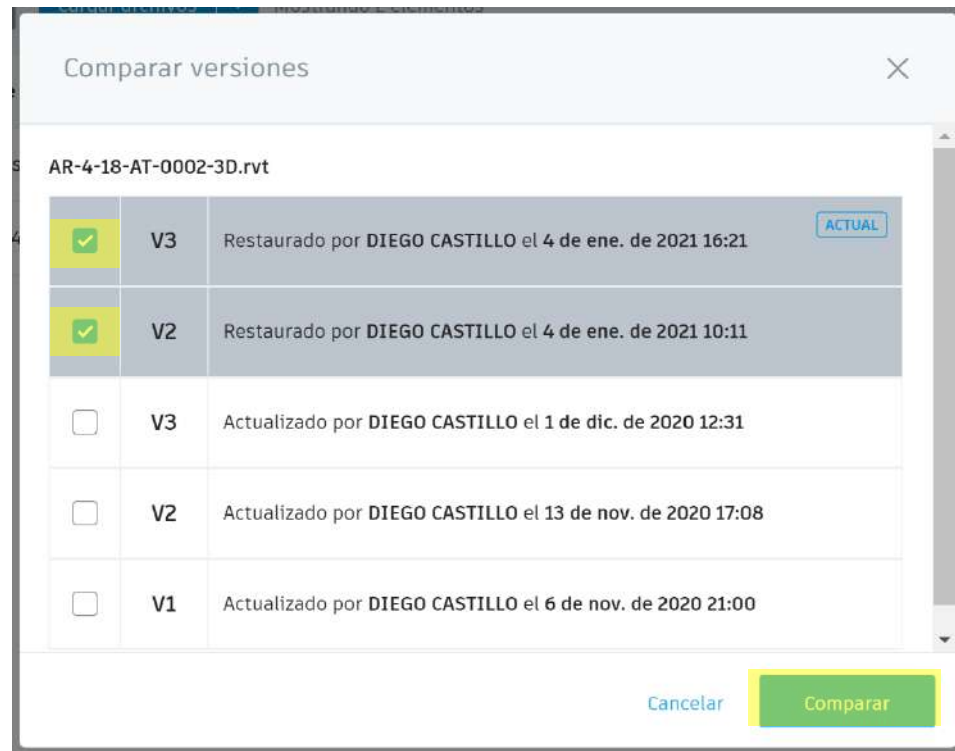 Comparar versiones
AR-4-18-AT-0002-3D.rvt
V3 Restaurado por DIEGO CASTILLO el 4 de ene. de 2021 16:21 ACTUAL
V2 Restaurado por DIEGO CASTILLO el 4 de ene. de 2021 10:11
V3 Actualizado por DIEGO CASTILLO el 1 de dic. de 2020 12:31
V2 Actualizado por DIEGO CASTILLO el 13 de nov. de 2020 17:08
V1 Actualizado por DIEGO CASTILLO el 6 de nov. de 2020 21:00
Cancelar Comparar